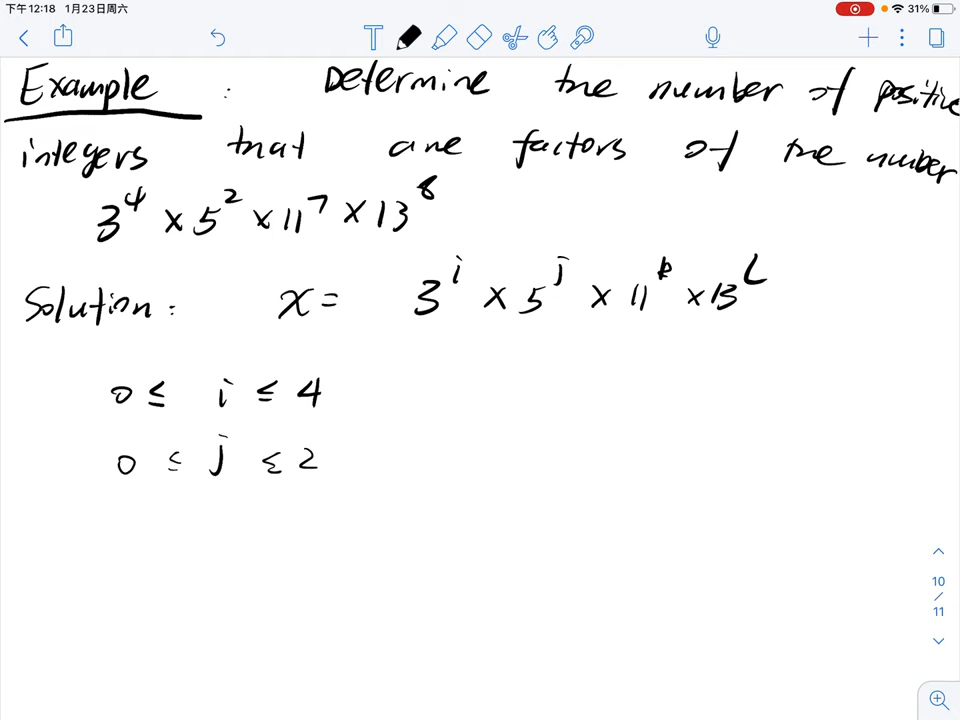 下午12:18 1月23日周六
31%
T
Example : Determine the number of positive
integers that are factors of the number
3^4 × 5^2 × 11^7 × 13^8
Solution : x = 3^i × 5^j × 11^k × 13^l
0 ≤ i ≤ 4
0 ≤ j ≤ 2
10
/
11